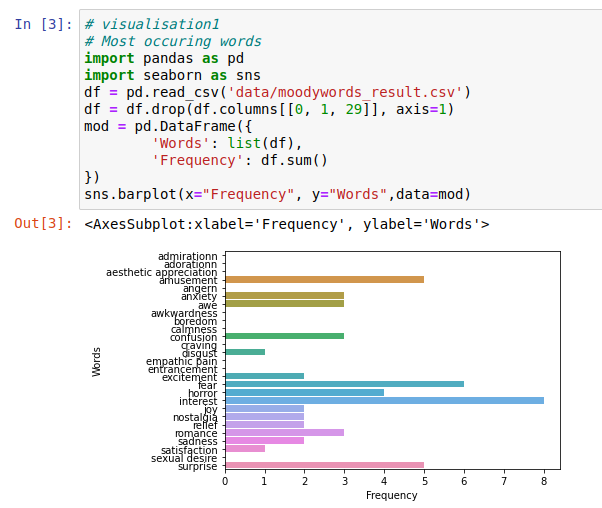 In [3]: # visualisation1
# Most occuring words
import pandas as pd
import seaborn as sns
df = pd.read_csv('data/moodywords_result.csv')
df = df.drop(df.columns[[0, 1, 29]], axis=1)
mod = pd.DataFrame({
        'Words': list(df),
        'Frequency': df.sum()
})
sns.barplot(x="Frequency", y="Words",data=mod)
Out[3]: <AxesSubplot:xlabel='Frequency', ylabel='Words'>
Words
admirationn
adorationn
aesthetic appreciation
amusement
angern
anxiety
awe
awkwardness
boredom
calmness
confusion
craving
disgust
empathic pain
entrancement
excitement
fear
horror
interest
joy
nostalgia
relief
romance
sadness
satisfaction
sexual desire
surprise
0 1 2 3 4 5 6 7 8
Frequency